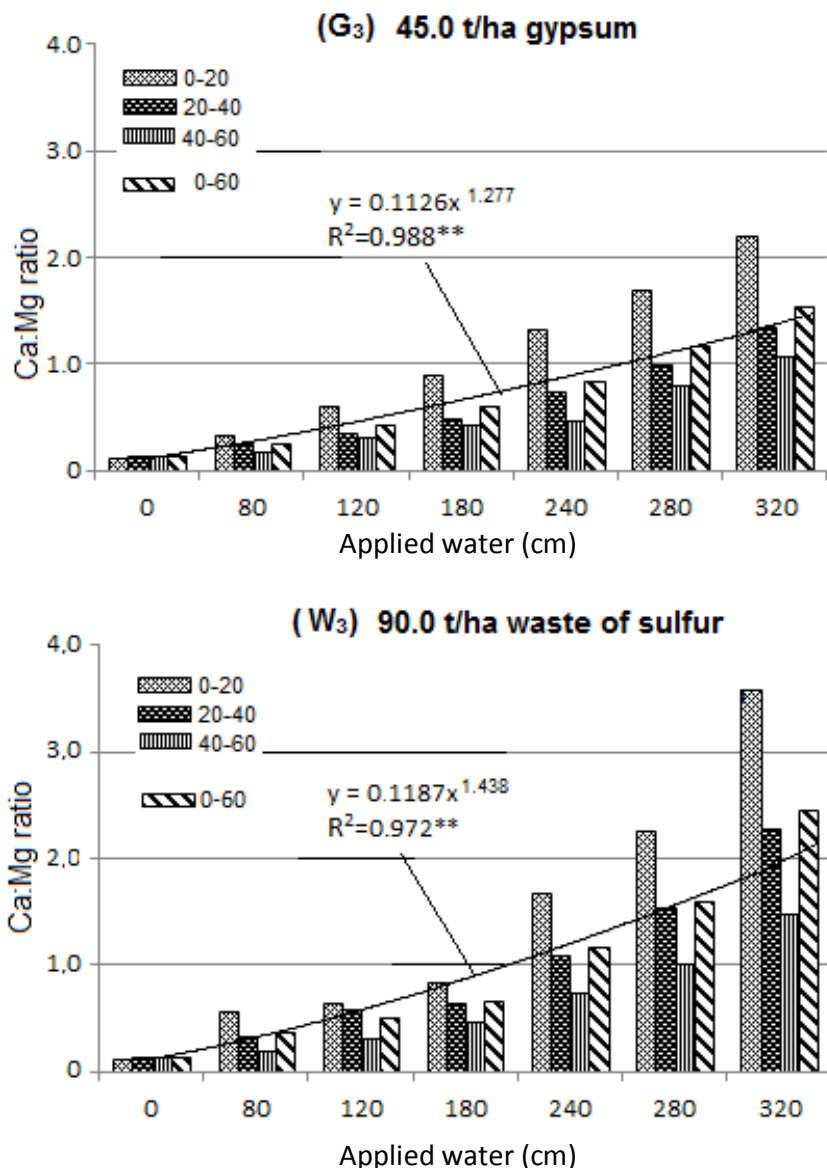 (G₃) 45.0 t/ha gypsum
4.0
3.0
2.0
1.0
0
Ca:Mg ratio
0-20
20-40
40-60
0-60
y = 0.1126x^1.277
R²=0.988**
0 80 120 180 240 280 320
Applied water (cm)
( W₃) 90.0 t/ha waste of sulfur
4,0
3,0
2,0
1,0
0
Ca:Mg ratio
0-20
20-40
40-60
0-60
y = 0.1187x^1.438
R²=0.972**
0 80 120 180 240 280 320
Applied water (cm)